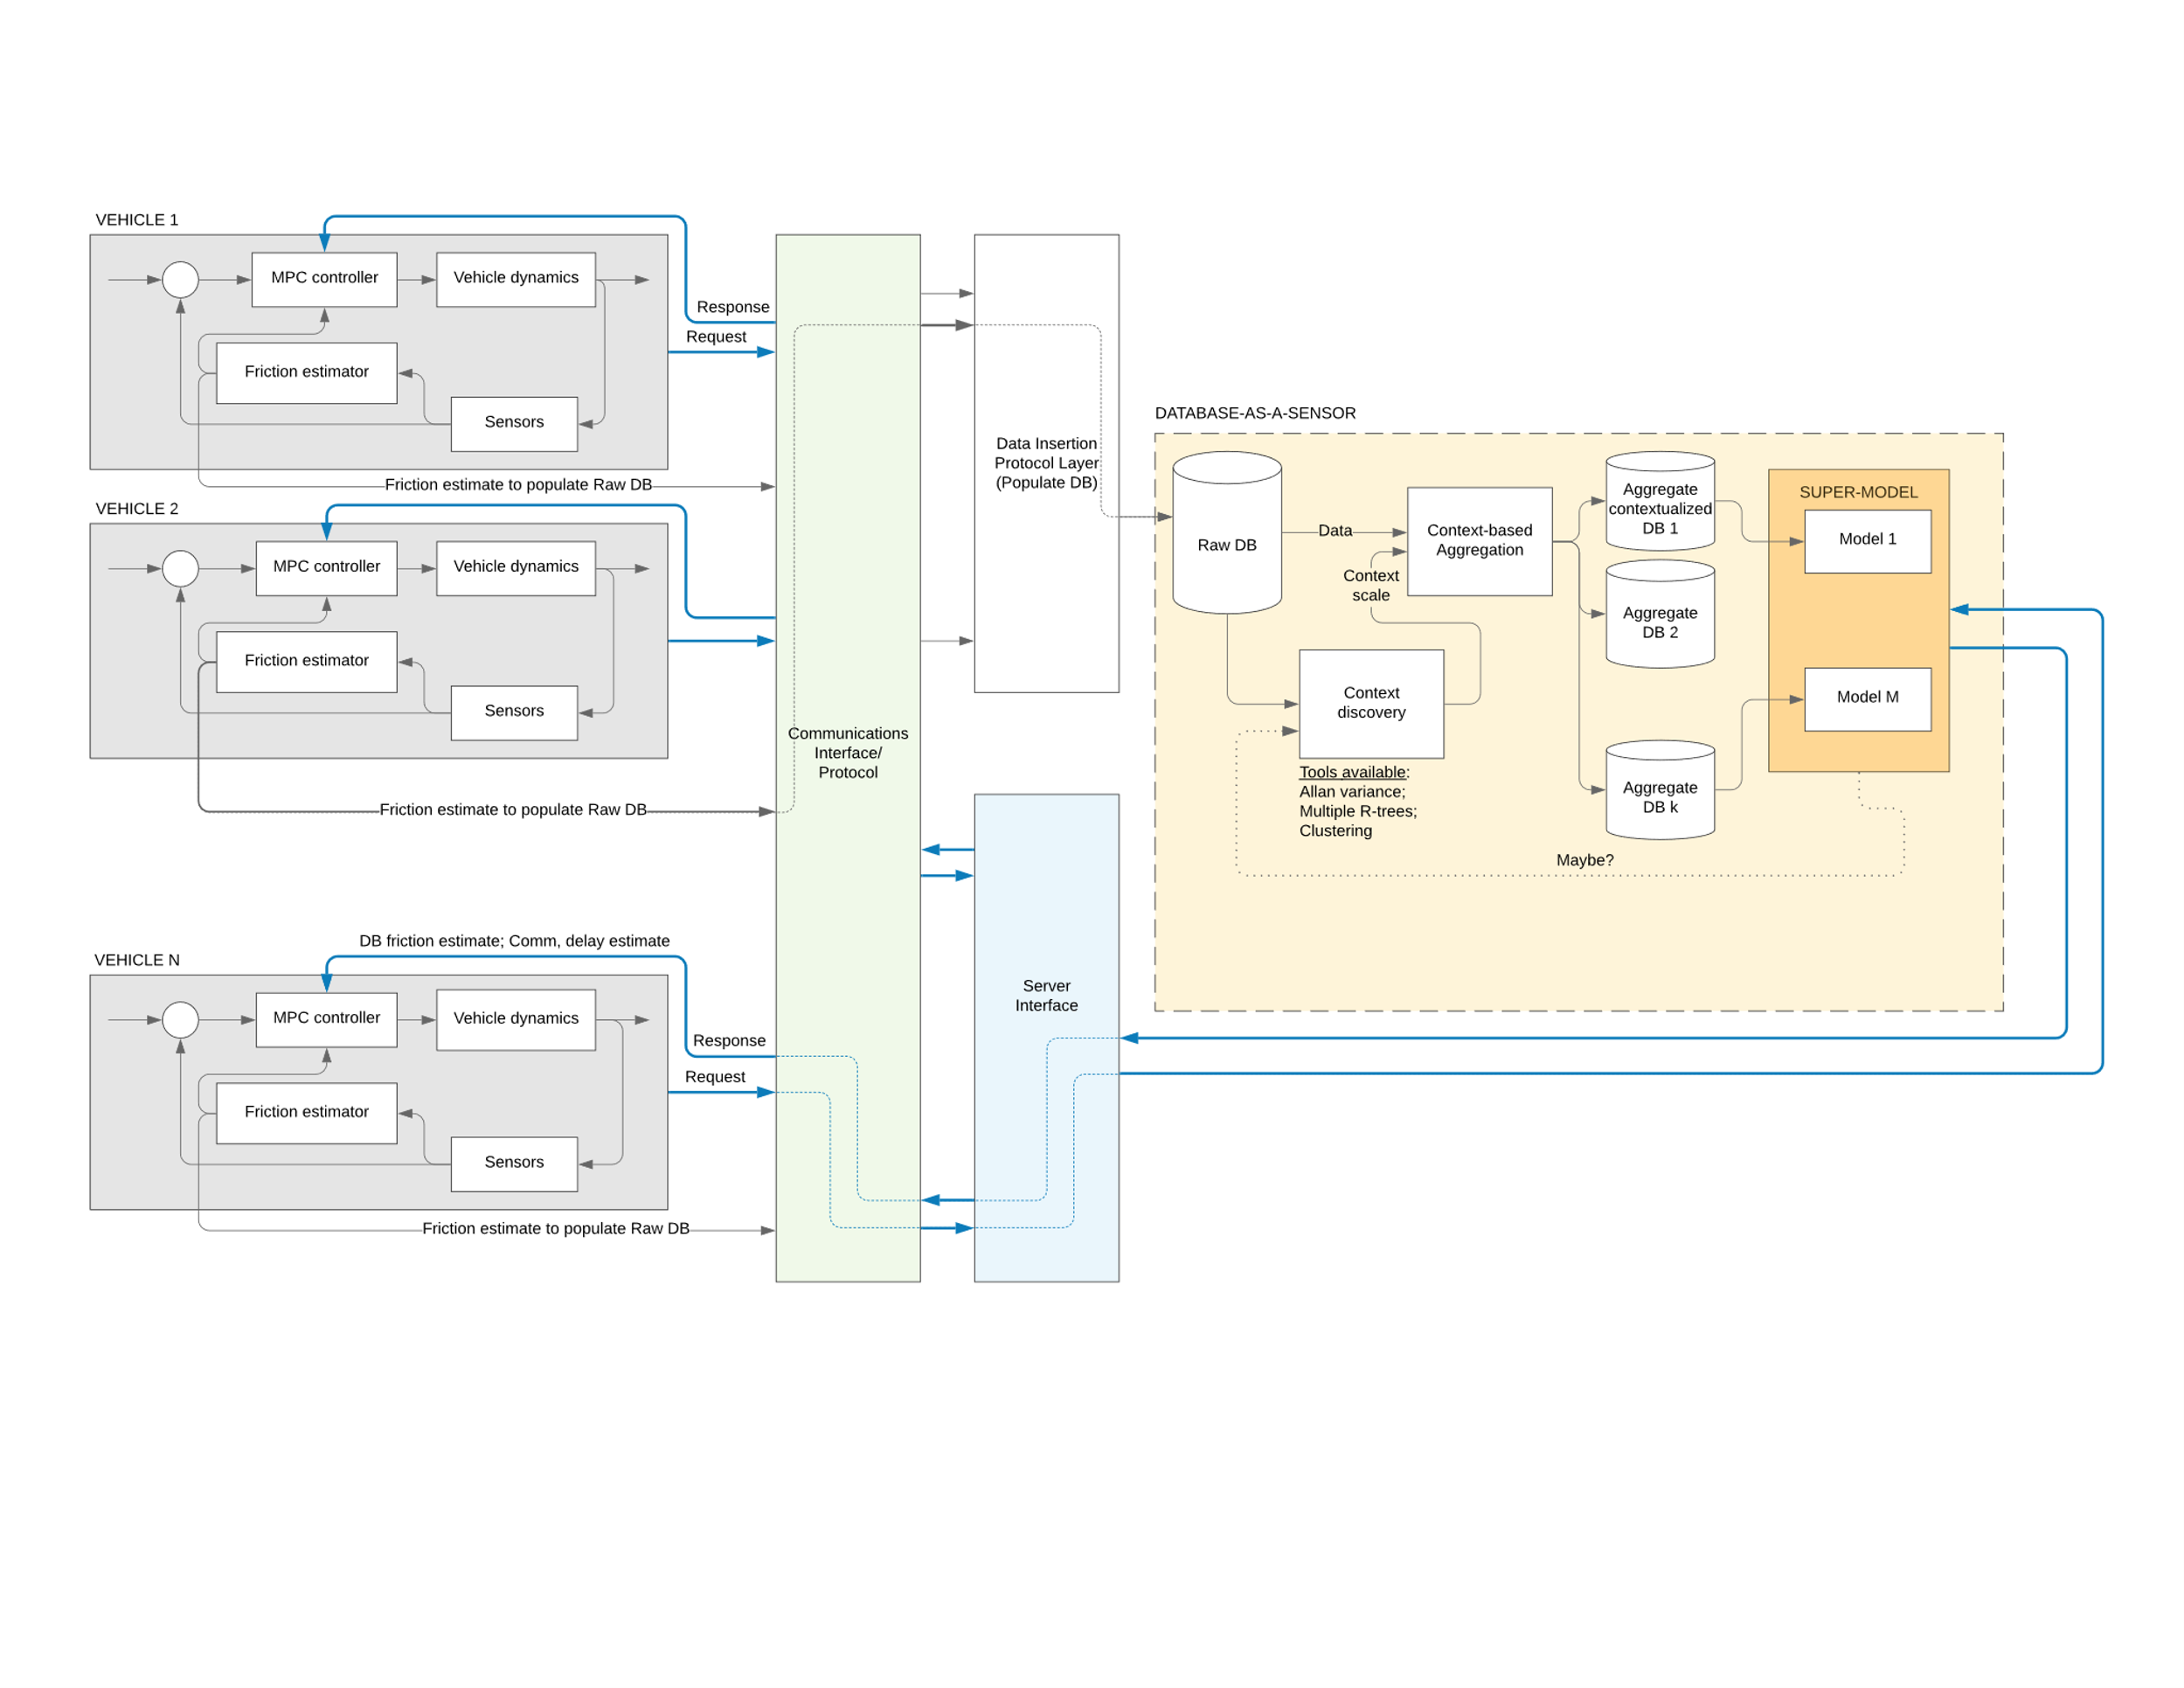 VEHICLE 1
MPC controller
Vehicle dynamics
Friction estimator
Sensors
Response
Request
Friction estimate to populate Raw DB
VEHICLE 2
MPC controller
Vehicle dynamics
Friction estimator
Sensors
Friction estimate to populate Raw DB
DB friction estimate; Comm, delay estimate
VEHICLE N
MPC controller
Vehicle dynamics
Friction estimator
Sensors
Response
Request
Friction estimate to populate Raw DB
Communications
Interface/
Protocol
Data Insertion
Protocol Layer
(Populate DB)
Server
Interface
DATABASE-AS-A-SENSOR
Raw DB
Data
Context
scale
Context-based
Aggregation
Context
discovery
Tools available:
Allan variance;
Multiple R-trees;
Clustering
Aggregate
contextualized
DB 1
Aggregate
DB 2
Aggregate
DB k
SUPER-MODEL
Model 1
Model M
Maybe?